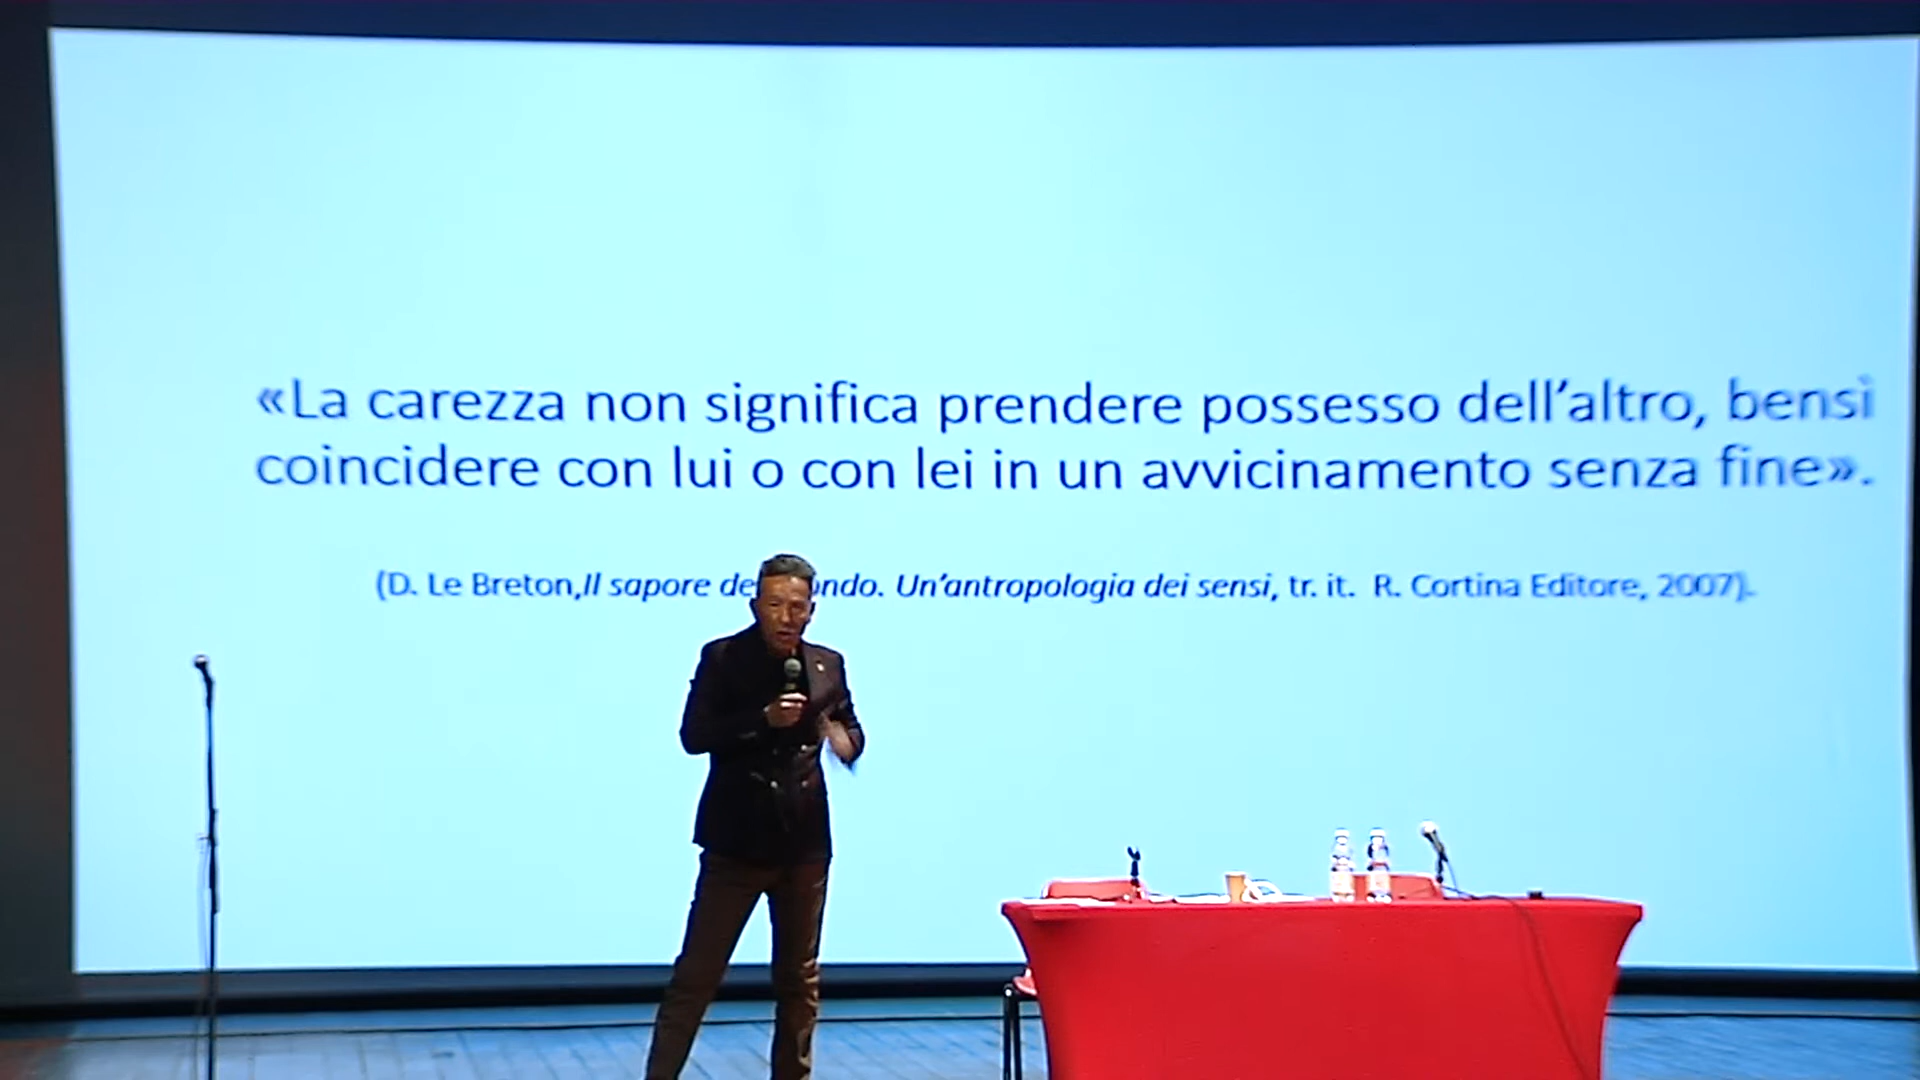 «La carezza non significa prendere possesso dell’altro, bensì
coincidere con lui o con lei in un avvicinamento senza fine».
(D. Le Breton,Il sapore de ndo. Un’antropologia dei sensi, tr. it. R. Cortina Editore, 2007).